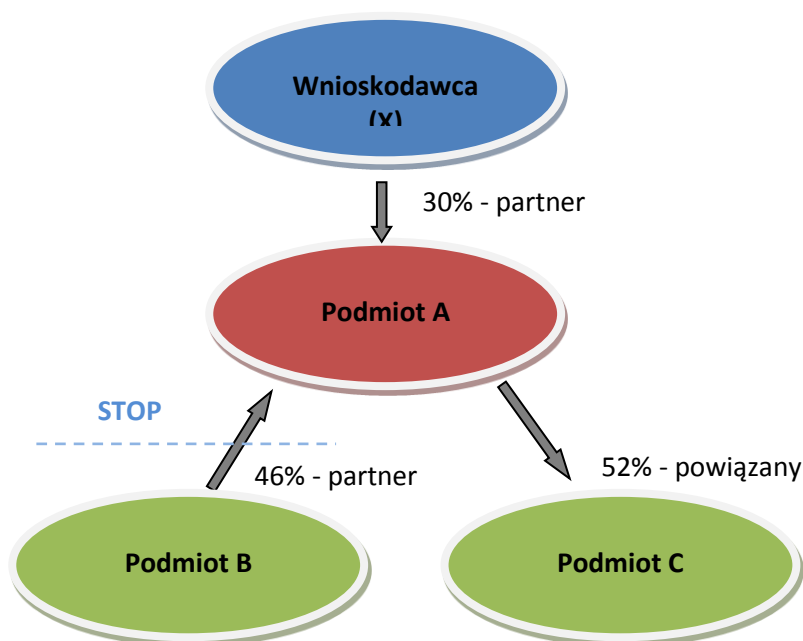 Wnioskodawca
(X)
30% - partner
Podmiot A
STOP
46% - partner
52% - powiązany
Podmiot B
Podmiot C